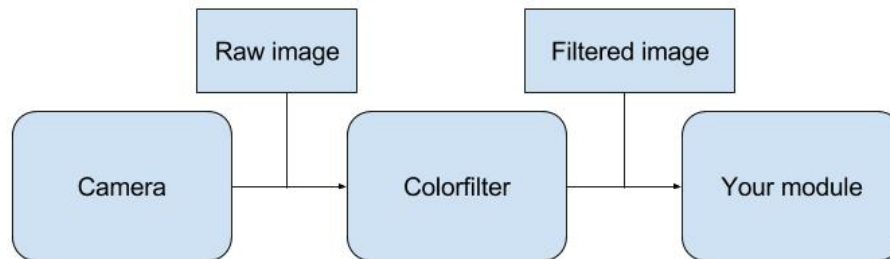 Raw image
Filtered image
Camera
Colorfilter
Your module